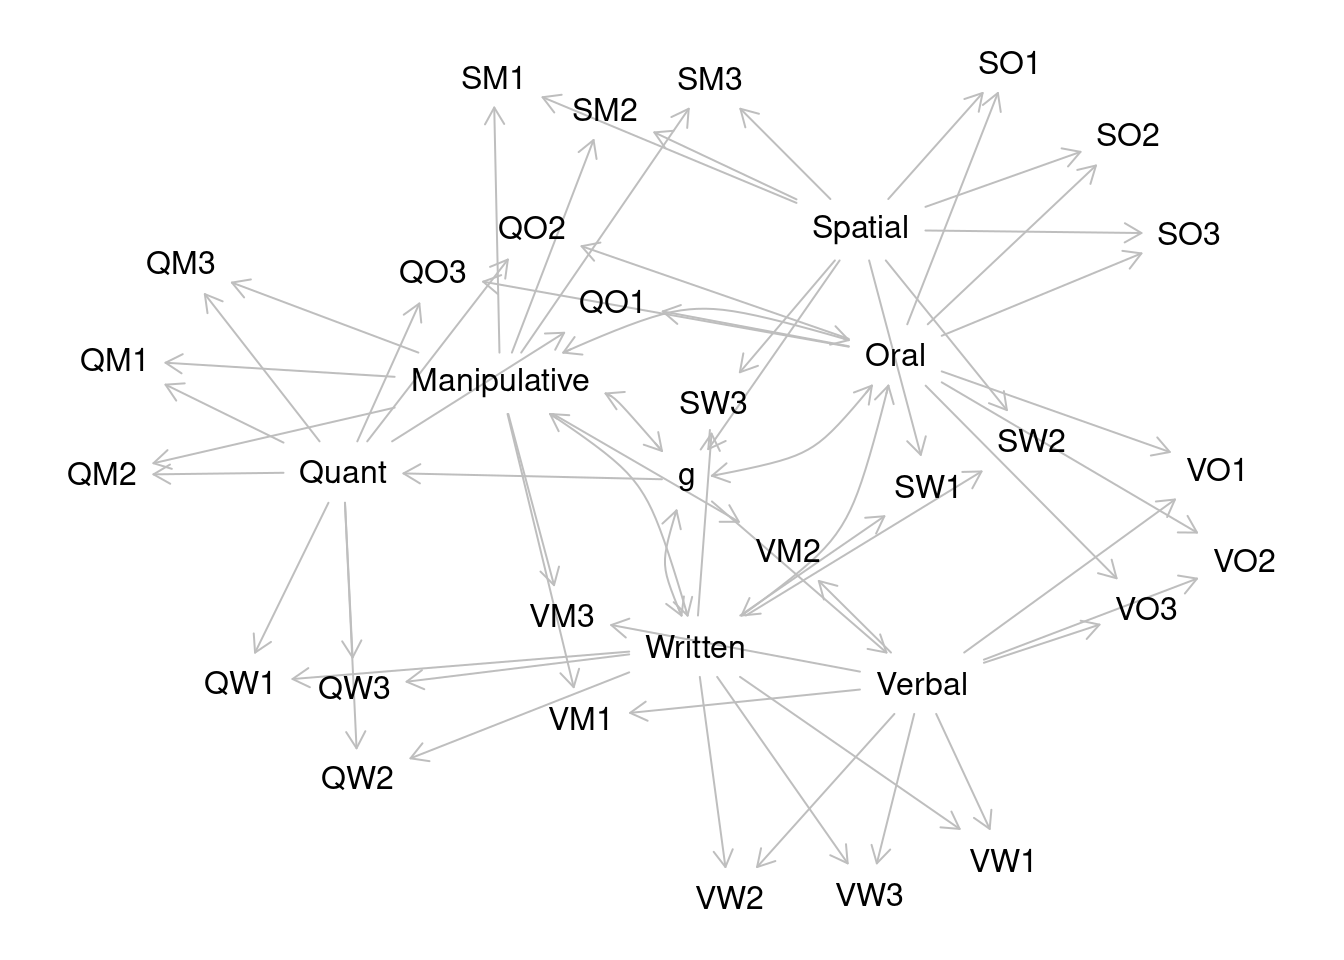 SO1
SM1
SM3
SM2
SO2
QO2
Spatial
SO3
QM3
QO3
QO1
Oral
QM1
Manipulative
SW3
SW2
Quant
g
VO1
QM2
SW1
VM2
VO2
VO3
VM3
Written
QW1
QW3
Verbal
VM1
QW2
VW1
VW2
VW3